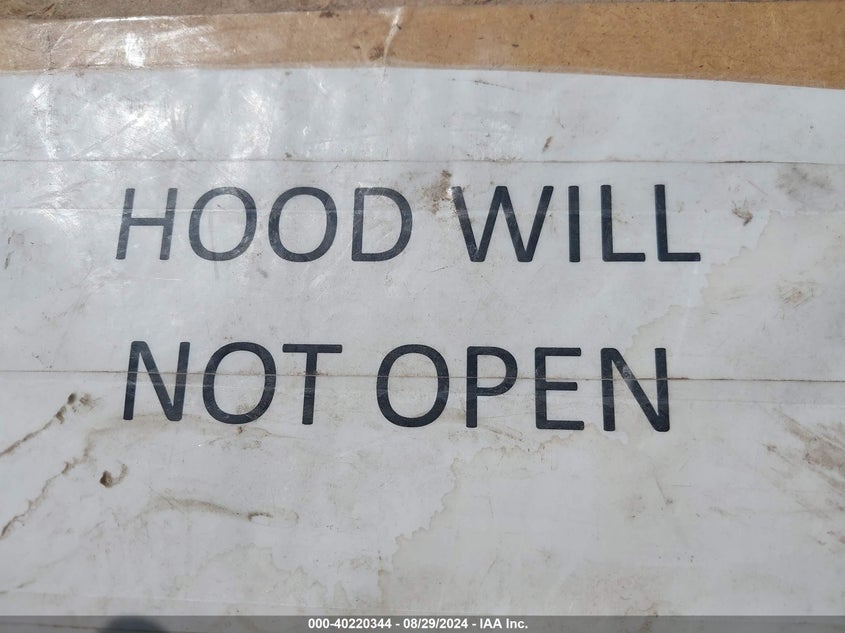 HOOD WILL
NOT OPEN
000-40220344 - 08/29/2024 - IAA Inc.